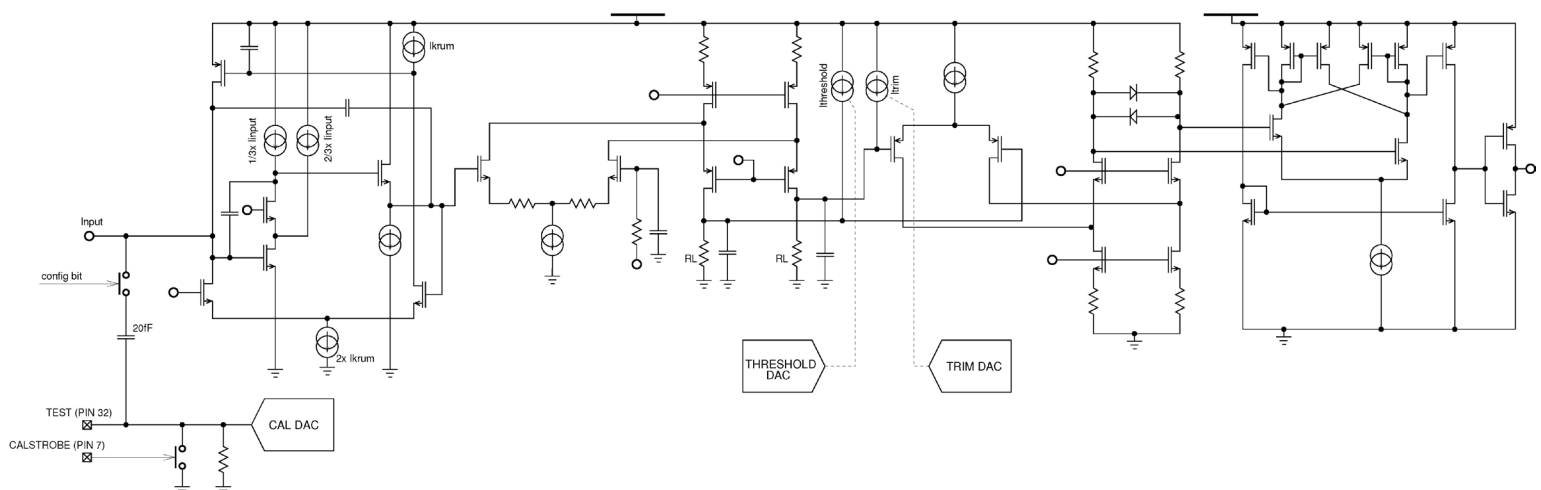 Ikrum
1/3x Iinput
2/3x Iinput
Ithreshold
Itrim
Input
config bit
20fF
2x Ikrum
RL
RL
THRESHOLD
DAC
TRIM DAC
TEST (PIN 32)
CAL DAC
CALSTROBE (PIN 7)